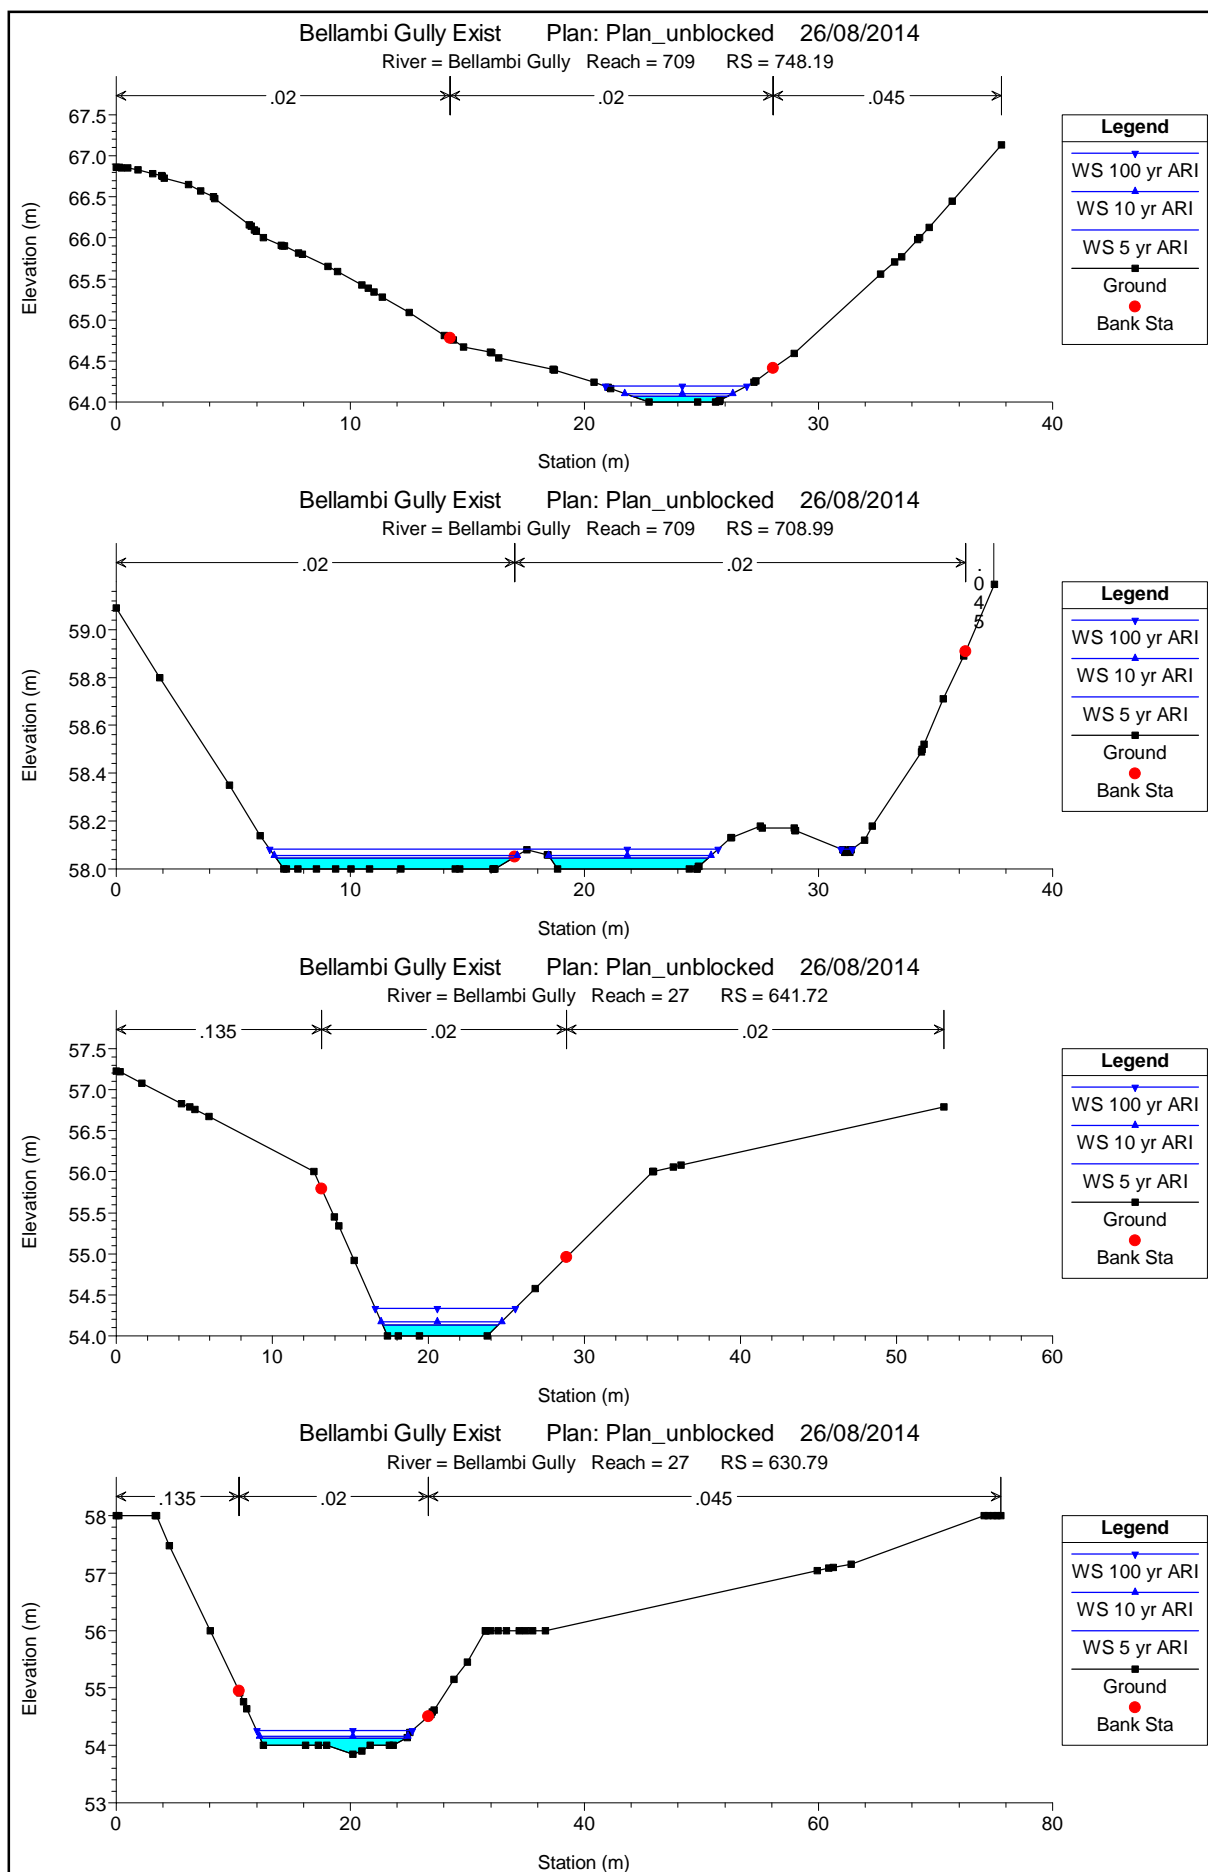 Bellambi Gully Exist Plan: Plan_unblocked 26/08/2014
River = Bellambi Gully Reach = 709 RS = 748.19
.02 .02 .045
67.5
67.0
66.5
66.0
65.5
65.0
64.5
64.0
Elevation (m)
0 10 20 30 40
Station (m)
Legend
WS 100 yr ARI
WS 10 yr ARI
WS 5 yr ARI
Ground
Bank Sta
Bellambi Gully Exist Plan: Plan_unblocked 26/08/2014
River = Bellambi Gully Reach = 709 RS = 708.99
.02 .02 .045
59.0
58.8
58.6
58.4
58.2
58.0
Elevation (m)
0 10 20 30 40
Station (m)
Legend
WS 100 yr ARI
WS 10 yr ARI
WS 5 yr ARI
Ground
Bank Sta
Bellambi Gully Exist Plan: Plan_unblocked 26/08/2014
River = Bellambi Gully Reach = 27 RS = 641.72
.135 .02 .02
57.5
57.0
56.5
56.0
55.5
55.0
54.5
54.0
Elevation (m)
0 10 20 30 40 50 60
Station (m)
Legend
WS 100 yr ARI
WS 10 yr ARI
WS 5 yr ARI
Ground
Bank Sta
Bellambi Gully Exist Plan: Plan_unblocked 26/08/2014
River = Bellambi Gully Reach = 27 RS = 630.79
.135 .02 .045
58
57
56
55
54
53
Elevation (m)
0 20 40 60 80
Station (m)
Legend
WS 100 yr ARI
WS 10 yr ARI
WS 5 yr ARI
Ground
Bank Sta